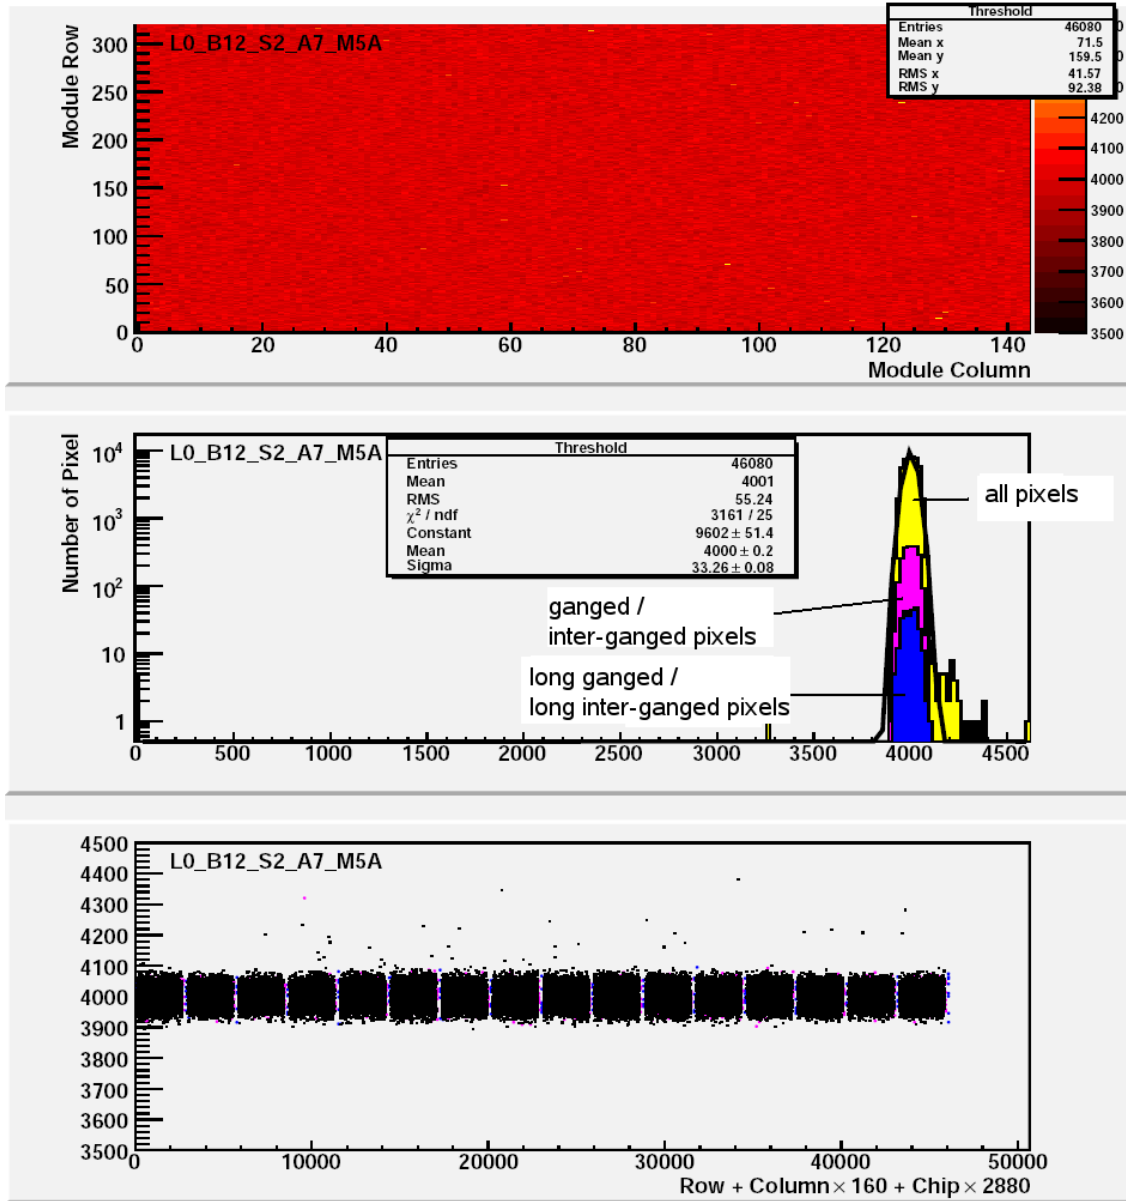 Threshold
Entries 46080
Mean x 71.5
Mean y 159.5
RMS x 41.57
RMS y 92.38
L0_B12_S2_A7_M5A
Module Row
300
250
200
150
100
50
0
0 20 40 60 80 100 120 140
Module Column
4200
4100
4000
3900
3800
3700
3600
3500
L0_B12_S2_A7_M5A
Threshold
Entries 46080
Mean 4001
RMS 55.24
χ² / ndf 3161 / 25
Constant 9602 ± 51.4
Mean 4000 ± 0.2
Sigma 33.26 ± 0.08
Number of Pixel
10⁴
10³
10²
10
1
all pixels
ganged /
inter-ganged pixels
long ganged /
long inter-ganged pixels
0 500 1000 1500 2000 2500 3000 3500 4000 4500
L0_B12_S2_A7_M5A
4500
4400
4300
4200
4100
4000
3900
3800
3700
3600
3500
0 10000 20000 30000 40000 50000
Row + Column × 160 + Chip × 2880